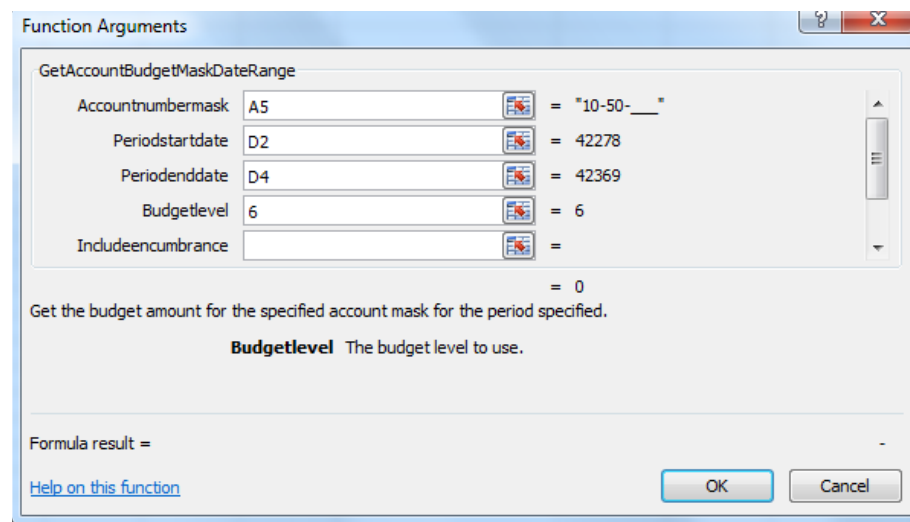 Function Arguments
GetAccountBudgetMaskDateRange
Accountnumbermask A5 = "10-50-___"
Periodstartdate D2 = 42278
Periodenddate D4 = 42369
Budgetlevel 6 = 6
Includeencumbrance =
= 0
Get the budget amount for the specified account mask for the period specified.
Budgetlevel The budget level to use.
Formula result = -
Help on this function OK Cancel